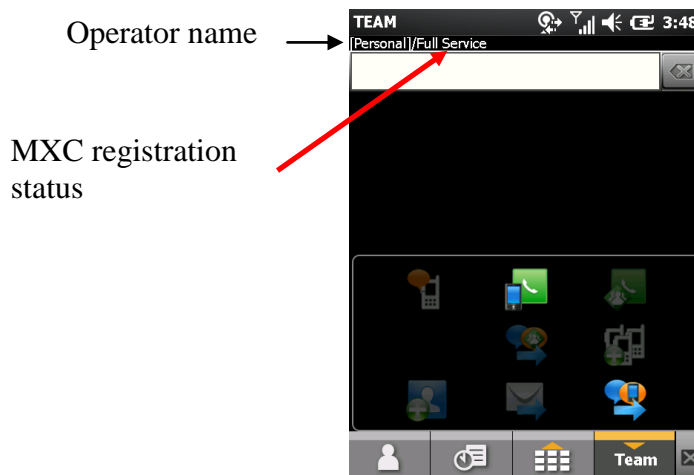 Operator name
TEAM 3:48
[Personal]/Full Service
MXC registration
status
Team